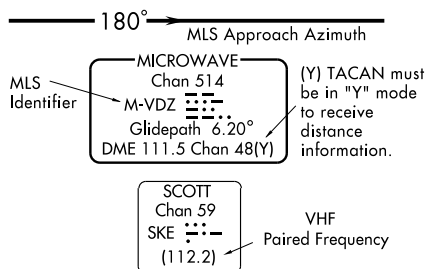 180°
MLS Approach Azimuth
MICROWAVE
Chan 514
MLS
Identifier
M-VDZ
Glidepath 6.20°
DME 111.5 Chan 48(Y)
(Y) TACAN must
be in "Y" mode
to receive
distance
information.
SCOTT
Chan 59
SKE
(112.2)
VHF
Paired Frequency